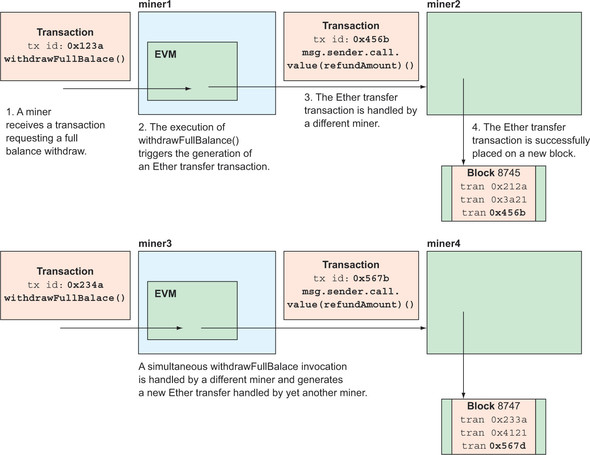 miner1
miner2
Transaction
tx id: 0x123a
withdrawFullBalace()
EVM
Transaction
tx id: 0x456b
msg.sender.call.
value(refundAmount)()
1. A miner
receives a transaction
requesting a full
balance withdraw.
2. The execution of
withdrawFullBalance()
triggers the generation of
an Ether transfer transaction.
3. The Ether transfer
transaction is handled by
a different miner.
4. The Ether transfer
transaction is successfully
placed on a new block.
Block 8745
tran 0x212a
tran 0x3a21
tran 0x456b
miner3
miner4
Transaction
tx id: 0x234a
withdrawFullBalace()
EVM
Transaction
tx id: 0x567b
msg.sender.call.
value(refundAmount)()
A simultaneous withdrawFullBalace invocation
is handled by a different miner and generates
a new Ether transfer handled by yet another miner.
Block 8747
tran 0x233a
tran 0x4121
tran 0x567d